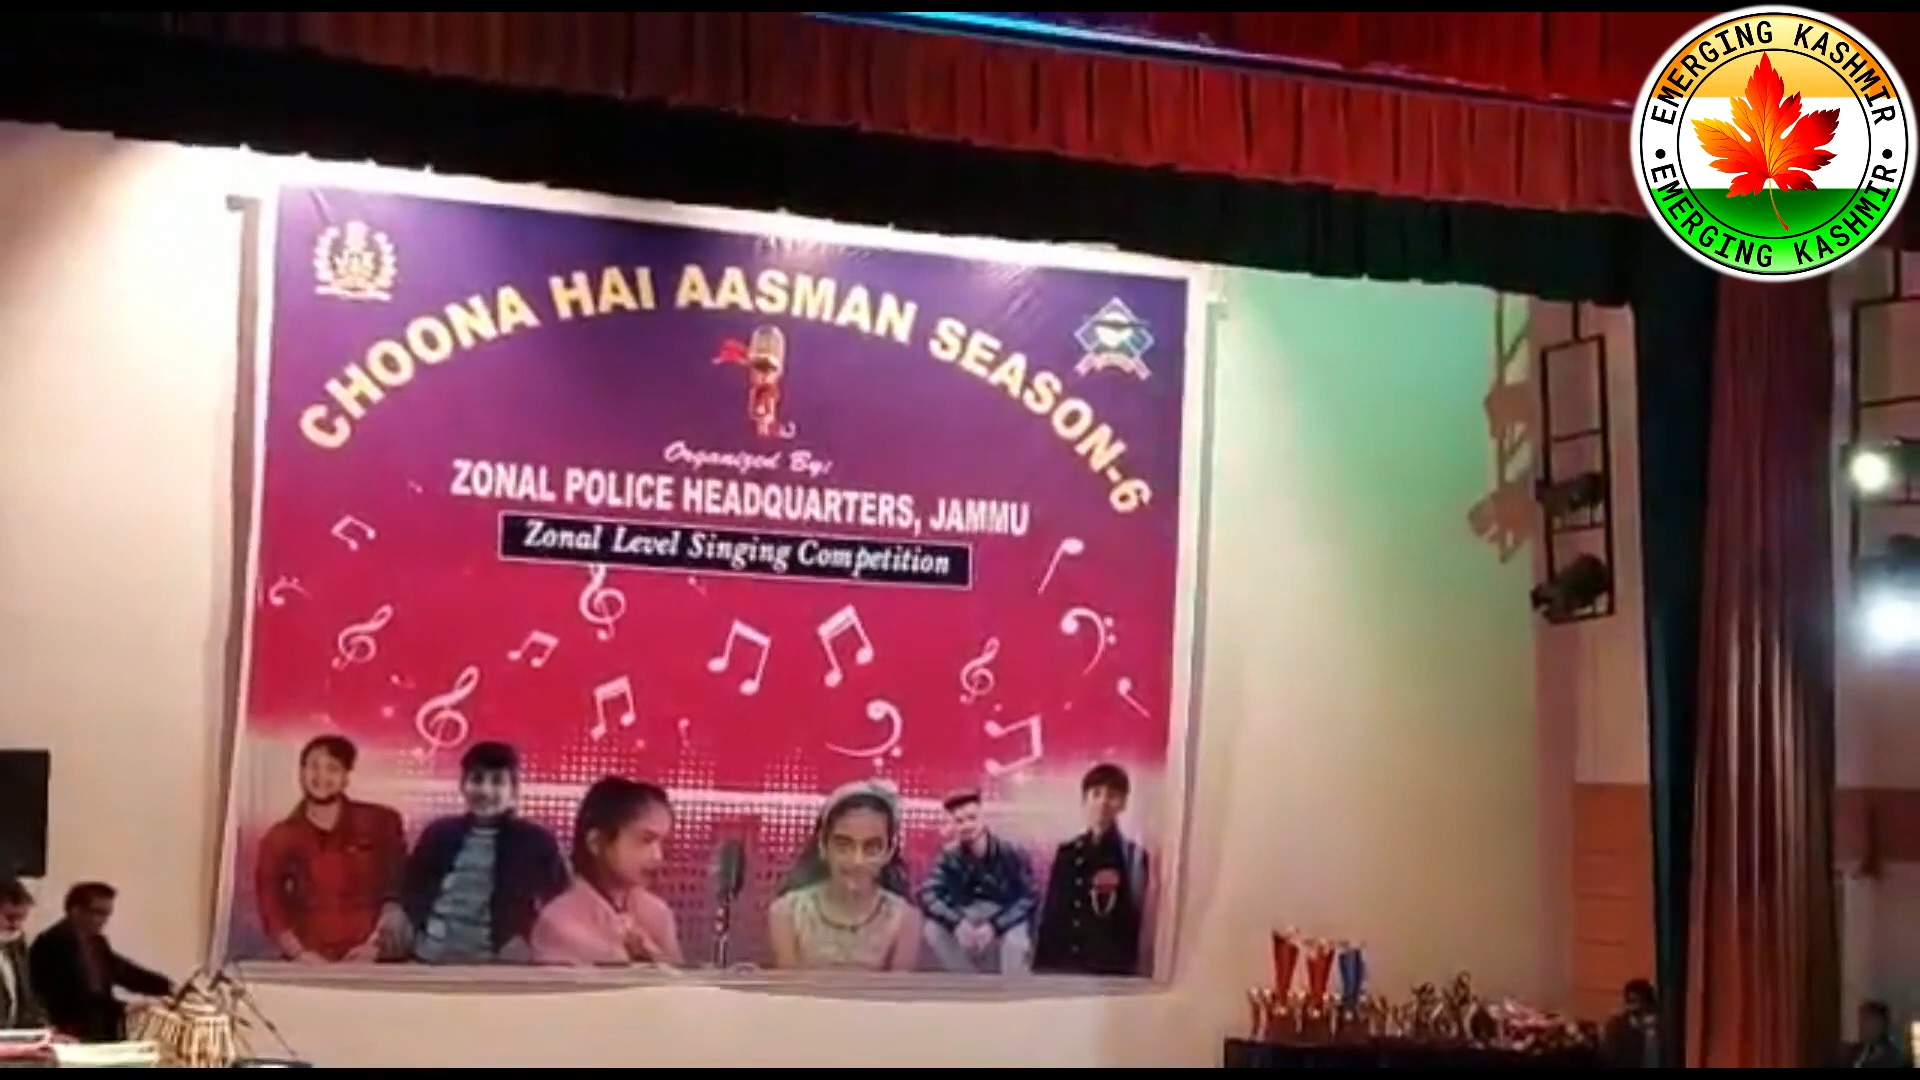 EMERGING KASHMIR
EMERGING KASHMIR
CHOONA HAI AASMAN SEASON-6
Organized By:
ZONAL POLICE HEADQUARTERS, JAMMU
Zonal Level Singing Competition